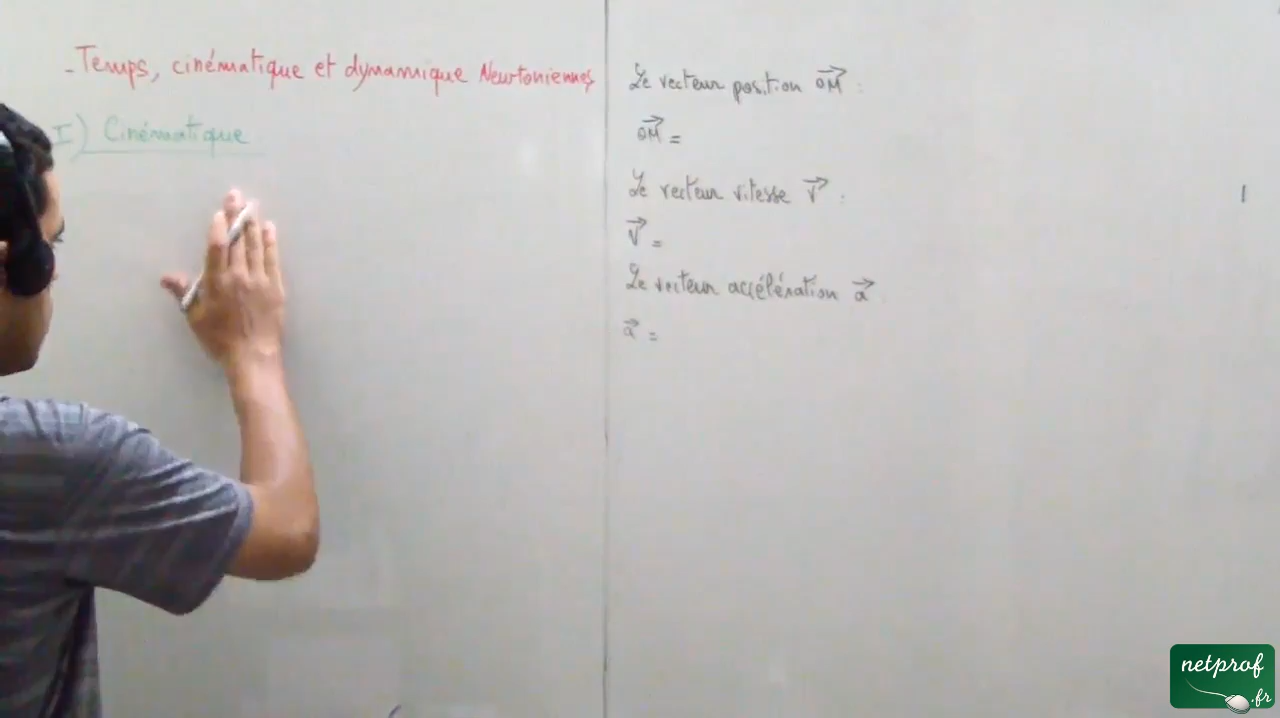 - Temps, cinématique et dynamique Newtoniennes
I) Cinématique
Le vecteur position OM⃗ :
OM⃗ =
Le vecteur vitesse V⃗ :
V⃗ =
Le vecteur accélération a⃗
a⃗ =
netprof
.fr